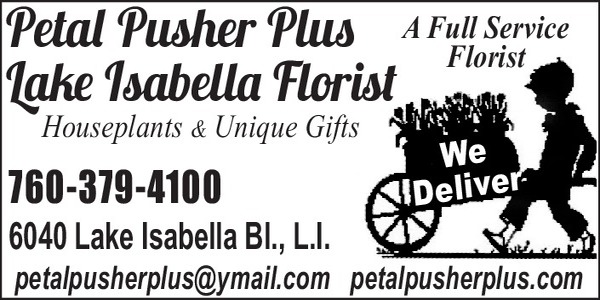 Petal Pusher Plus
Lake Isabella Florist
Houseplants & Unique Gifts
A Full Service
Florist
We
Deliver
760-379-4100
6040 Lake Isabella Bl., L.I.
petalpusherplus@ymail.com petalpusherplus.com